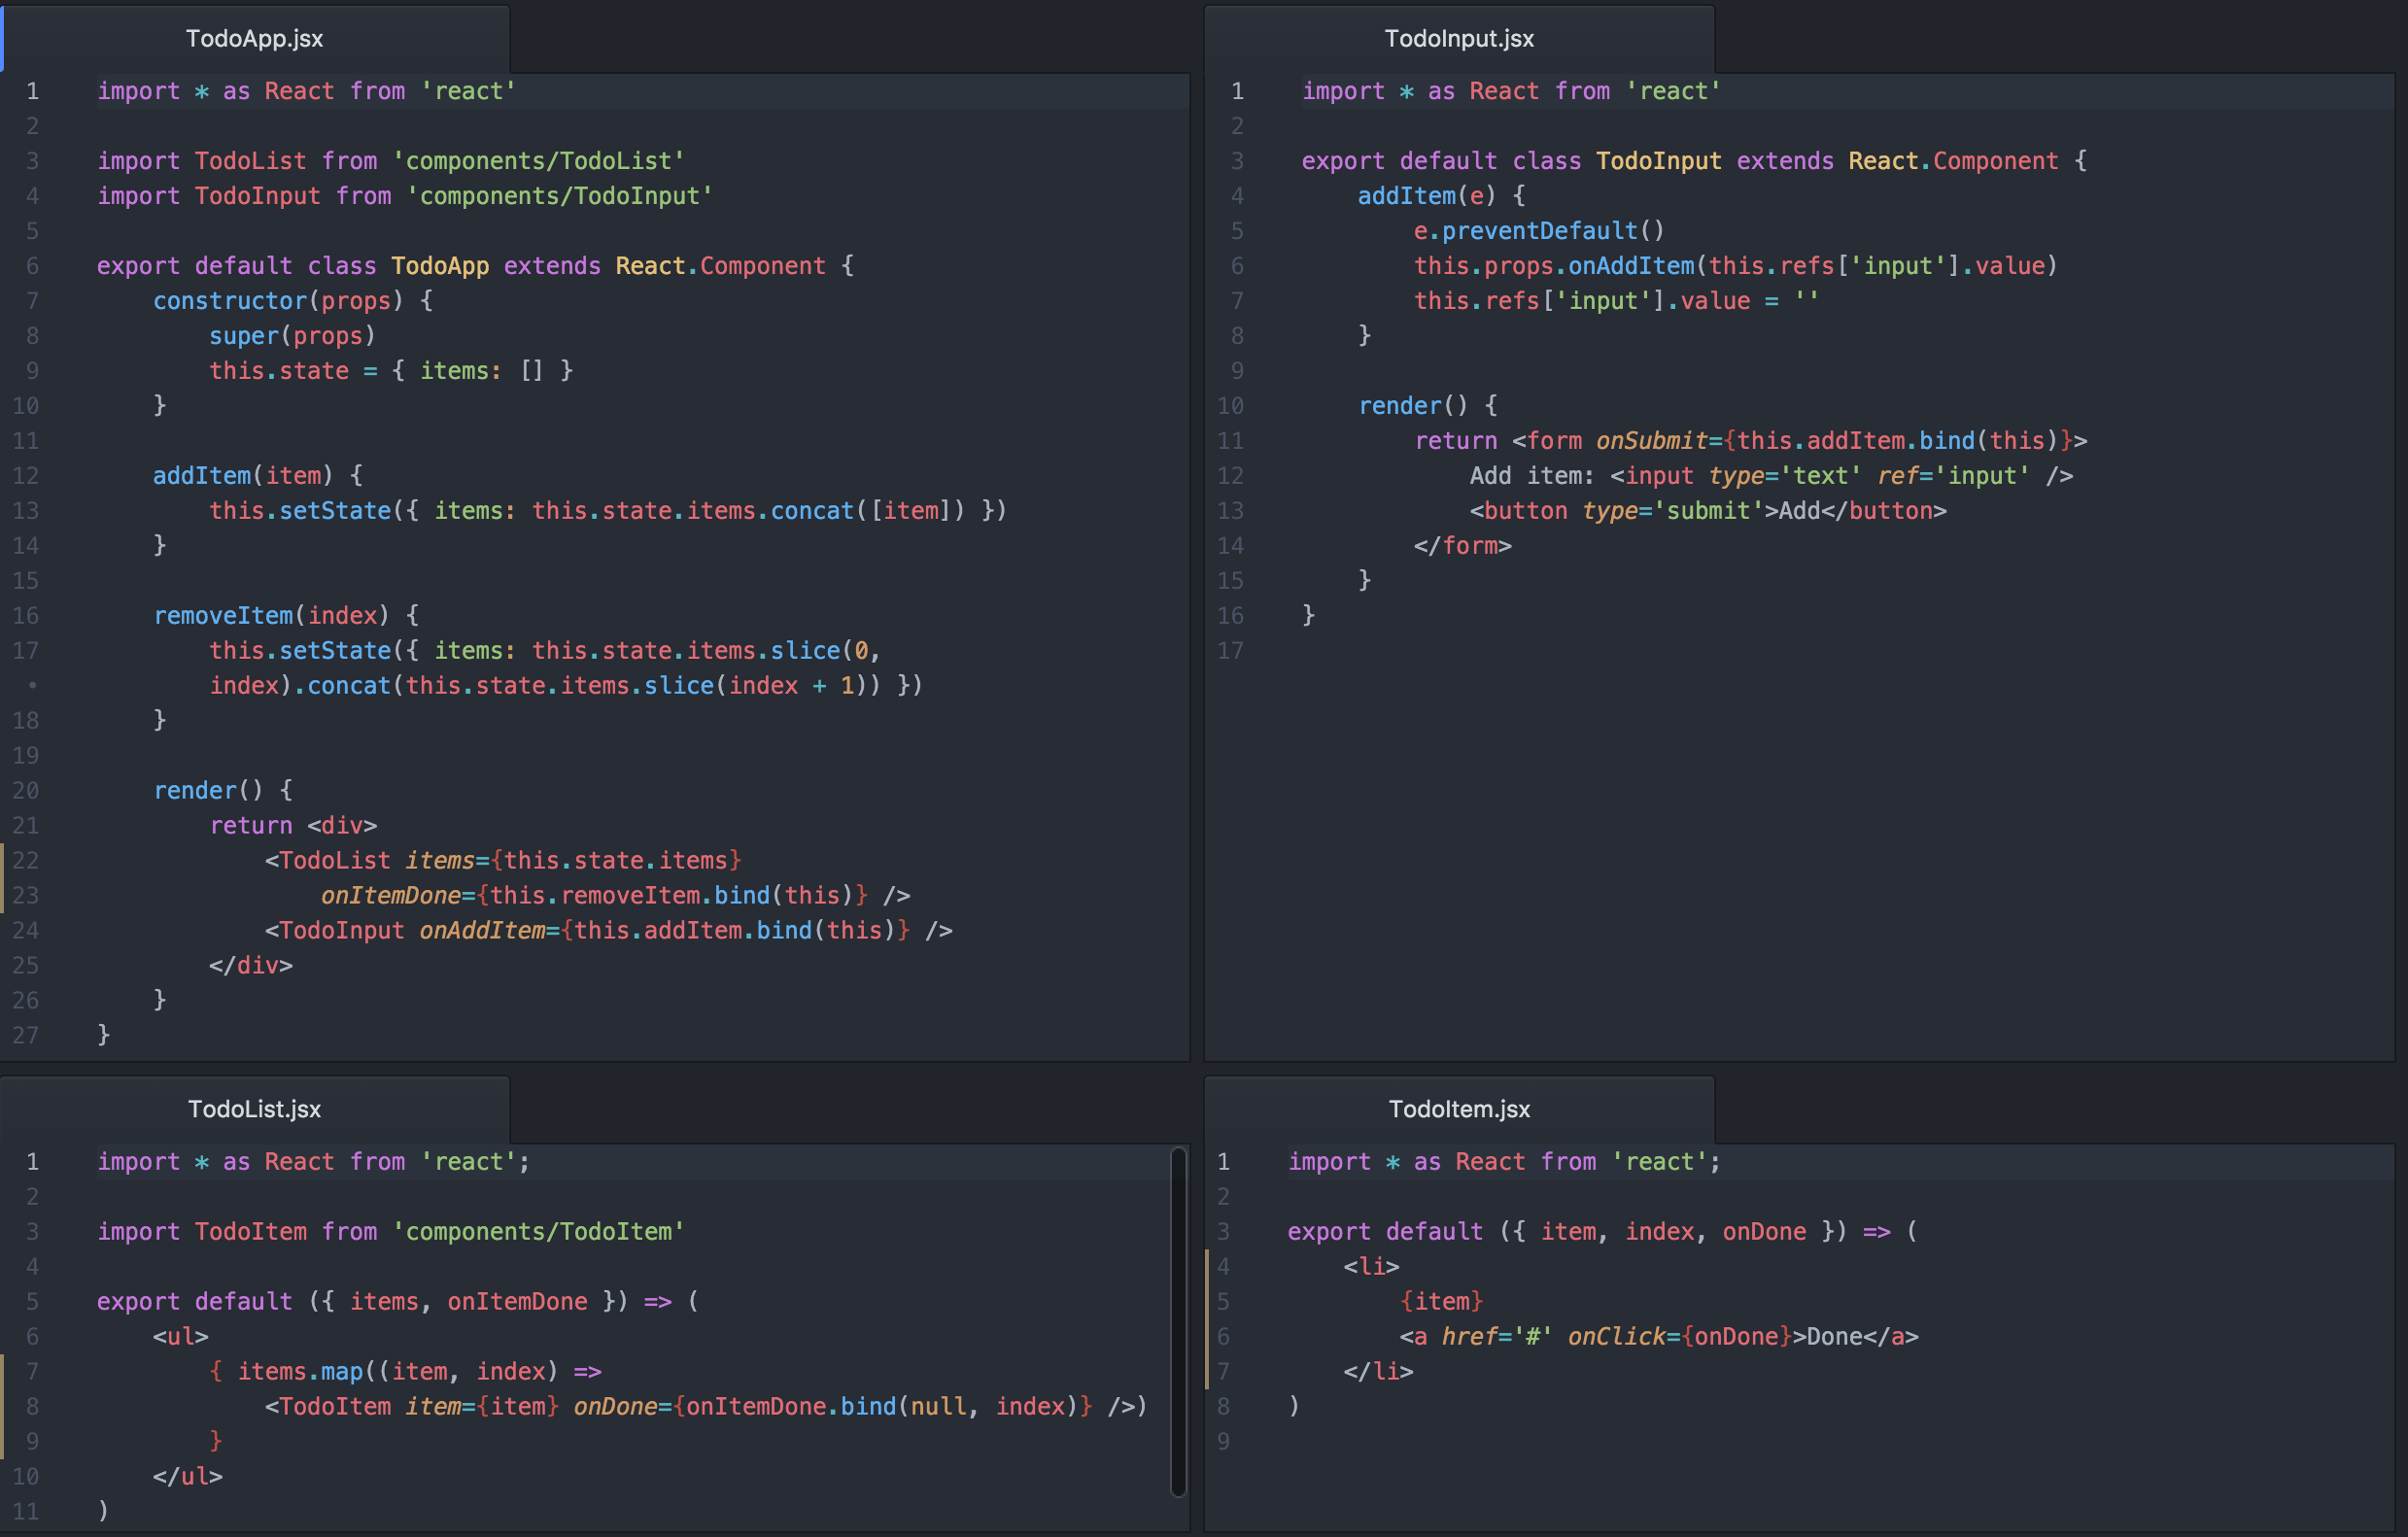 TodoApp.jsx
1 import * as React from 'react'
2
3 import TodoList from 'components/TodoList'
4 import TodoInput from 'components/TodoInput'
5
6 export default class TodoApp extends React.Component {
7     constructor(props) {
8         super(props)
9         this.state = { items: [] }
10     }
11
12     addItem(item) {
13         this.setState({ items: this.state.items.concat([item]) })
14     }
15
16     removeItem(index) {
17         this.setState({ items: this.state.items.slice(0,
•         index).concat(this.state.items.slice(index + 1)) })
18     }
19
20     render() {
21         return <div>
22             <TodoList items={this.state.items}
23                 onItemDone={this.removeItem.bind(this)} />
24             <TodoInput onAddItem={this.addItem.bind(this)} />
25         </div>
26     }
27 }
TodoInput.jsx
1 import * as React from 'react'
2
3 export default class TodoInput extends React.Component {
4     addItem(e) {
5         e.preventDefault()
6         this.props.onAddItem(this.refs['input'].value)
7         this.refs['input'].value = ''
8     }
9
10     render() {
11         return <form onSubmit={this.addItem.bind(this)}>
12             Add item: <input type='text' ref='input' />
13             <button type='submit'>Add</button>
14         </form>
15     }
16 }
17
TodoList.jsx
1 import * as React from 'react';
2
3 import TodoItem from 'components/TodoItem'
4
5 export default ({ items, onItemDone }) => (
6     <ul>
7         { items.map((item, index) =>
8             <TodoItem item={item} onDone={onItemDone.bind(null, index)} />)
9         }
10     </ul>
11 )
TodoItem.jsx
1 import * as React from 'react';
2
3 export default ({ item, index, onDone }) => (
4     <li>
5         {item}
6         <a href='#' onClick={onDone}>Done</a>
7     </li>
8 )
9